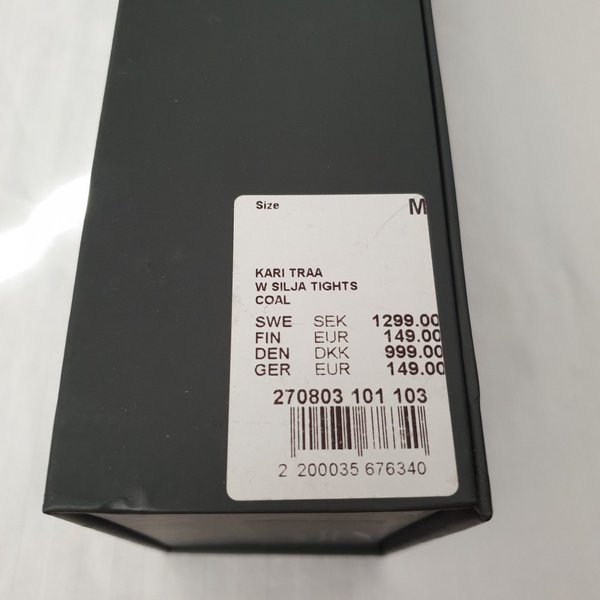 Size M
KARI TRAA
W SILJA TIGHTS
COAL
SWE SEK 1299.00
FIN EUR 149.00
DEN DKK 999.00
GER EUR 149.00
270803 101 103
2 200035 676340